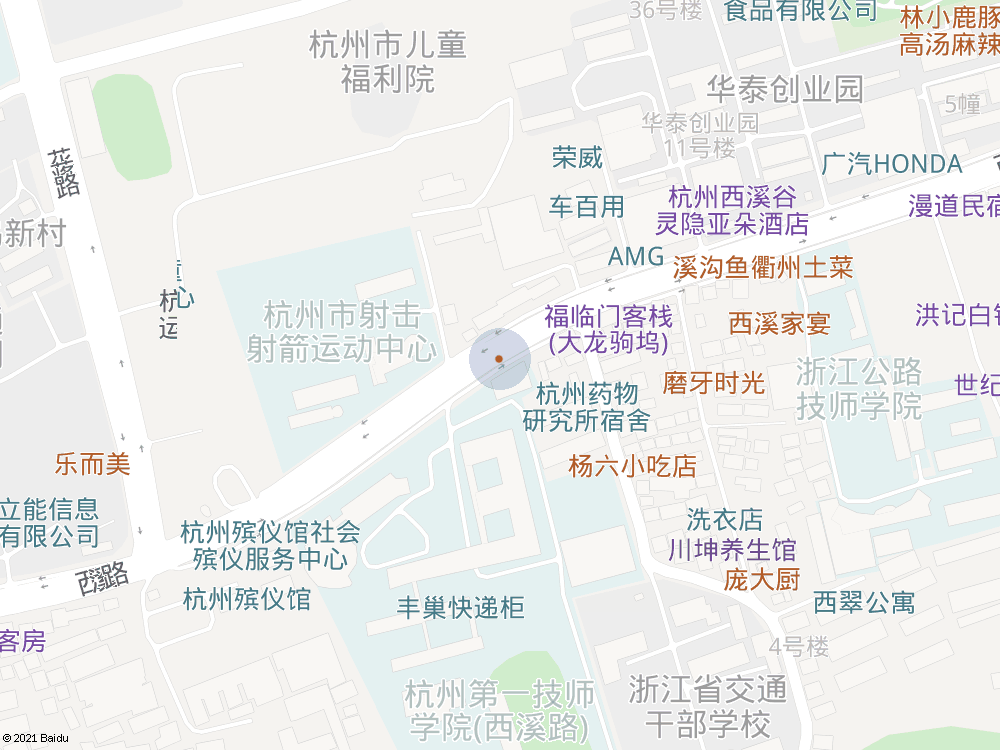 36号楼
食品有限公司
林小鹿豚
高汤麻辣
杭州市儿童
福利院
华泰创业园
5幢
华泰创业园
11号楼
荣威
广汽HONDA
花蒋路
车百用
杭州西溪谷
灵隐亚朵酒店
漫道民宿
新村
AMG
溪沟鱼衢州土菜
心
杭
运
杭州市射击
射箭运动中心
福临门客栈
(大龙驹坞)
西溪家宴
洪记白
浙江公路
技师学院
磨牙时光
世纪
杭州药物
研究所宿舍
乐而美
杨六小吃店
立能信息
有限公司
洗衣店
杭州殡仪馆社会
殡仪服务中心
川坤养生馆
西溪路
庞大厨
杭州殡仪馆
丰巢快递柜
西翠公寓
客房
4号楼
杭州第一技师
学院(西溪路)
浙江省交通
干部学校
© 2021 Baidu